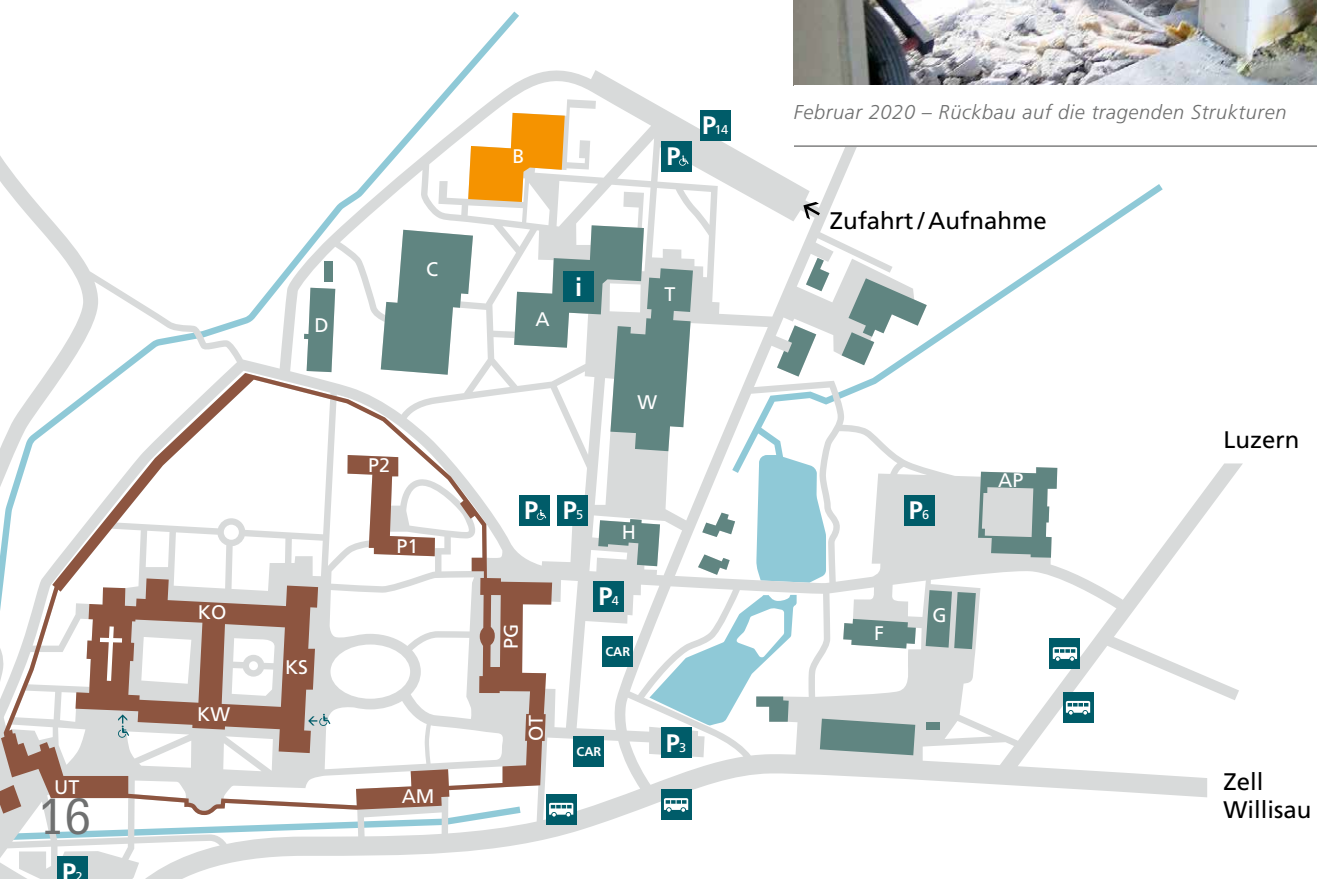 Februar 2020 – Rückbau auf die tragenden Strukturen
P14
B
P
Zufahrt / Aufnahme
C
i
T
D
A
W
Luzern
P2
AP
P P5
P6
H
P1
P4
KO
G
PG
F
CAR
KS
KW
OT
P3
CAR
UT
AM
Zell
Willisau
16
P2